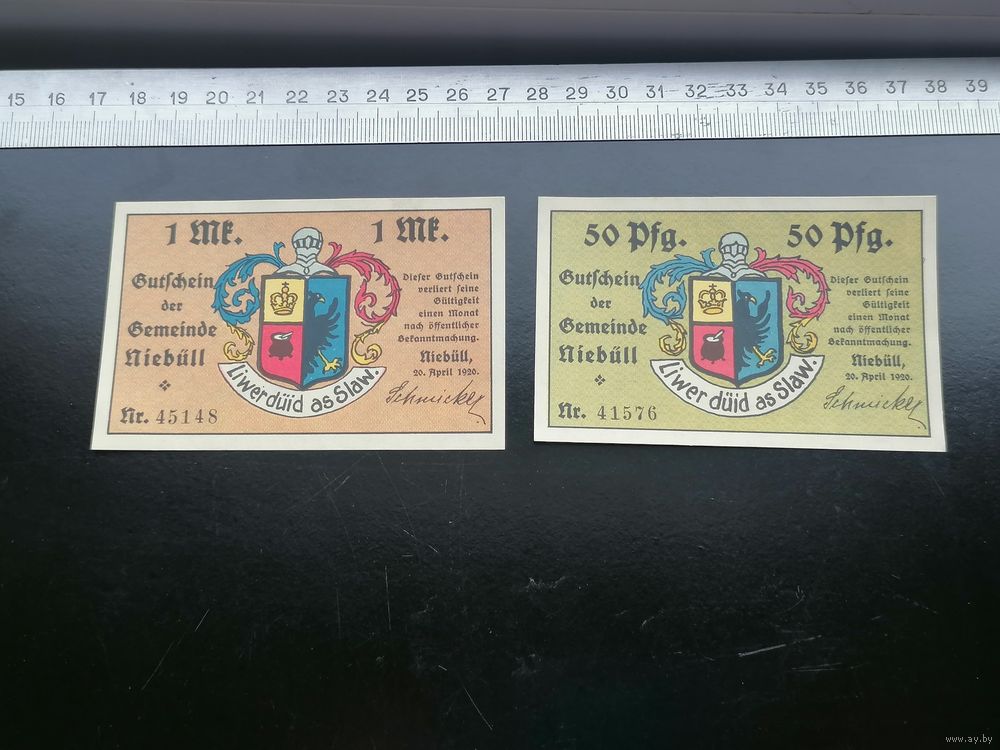 15 16 17 18 19 20 21 22 23 24 25 26 27 28 29 30 31 32 33 34 35 36 37 38 39
1 Mk. 1 Mk.
Gutschein
der
Gemeinde
Niebüll
Nr. 45148
Dieser Gutschein
verliert seine
Gültigkeit
einen Monat
nach öffentlicher
Bekanntmachung.
Niebüll,
20. April 1920.
Schmickly
Liwer düid as Slaw.
50 Pfg. 50 Pfg.
Gutschein
der
Gemeinde
Niebüll
Nr. 41576
Dieser Gutschein
verliert seine
Gültigkeit
einen Monat
nach öffentlicher
Bekanntmachung.
Niebüll,
20. April 1920.
Schmickly
Liwer düid as Slaw.
www.ay.by